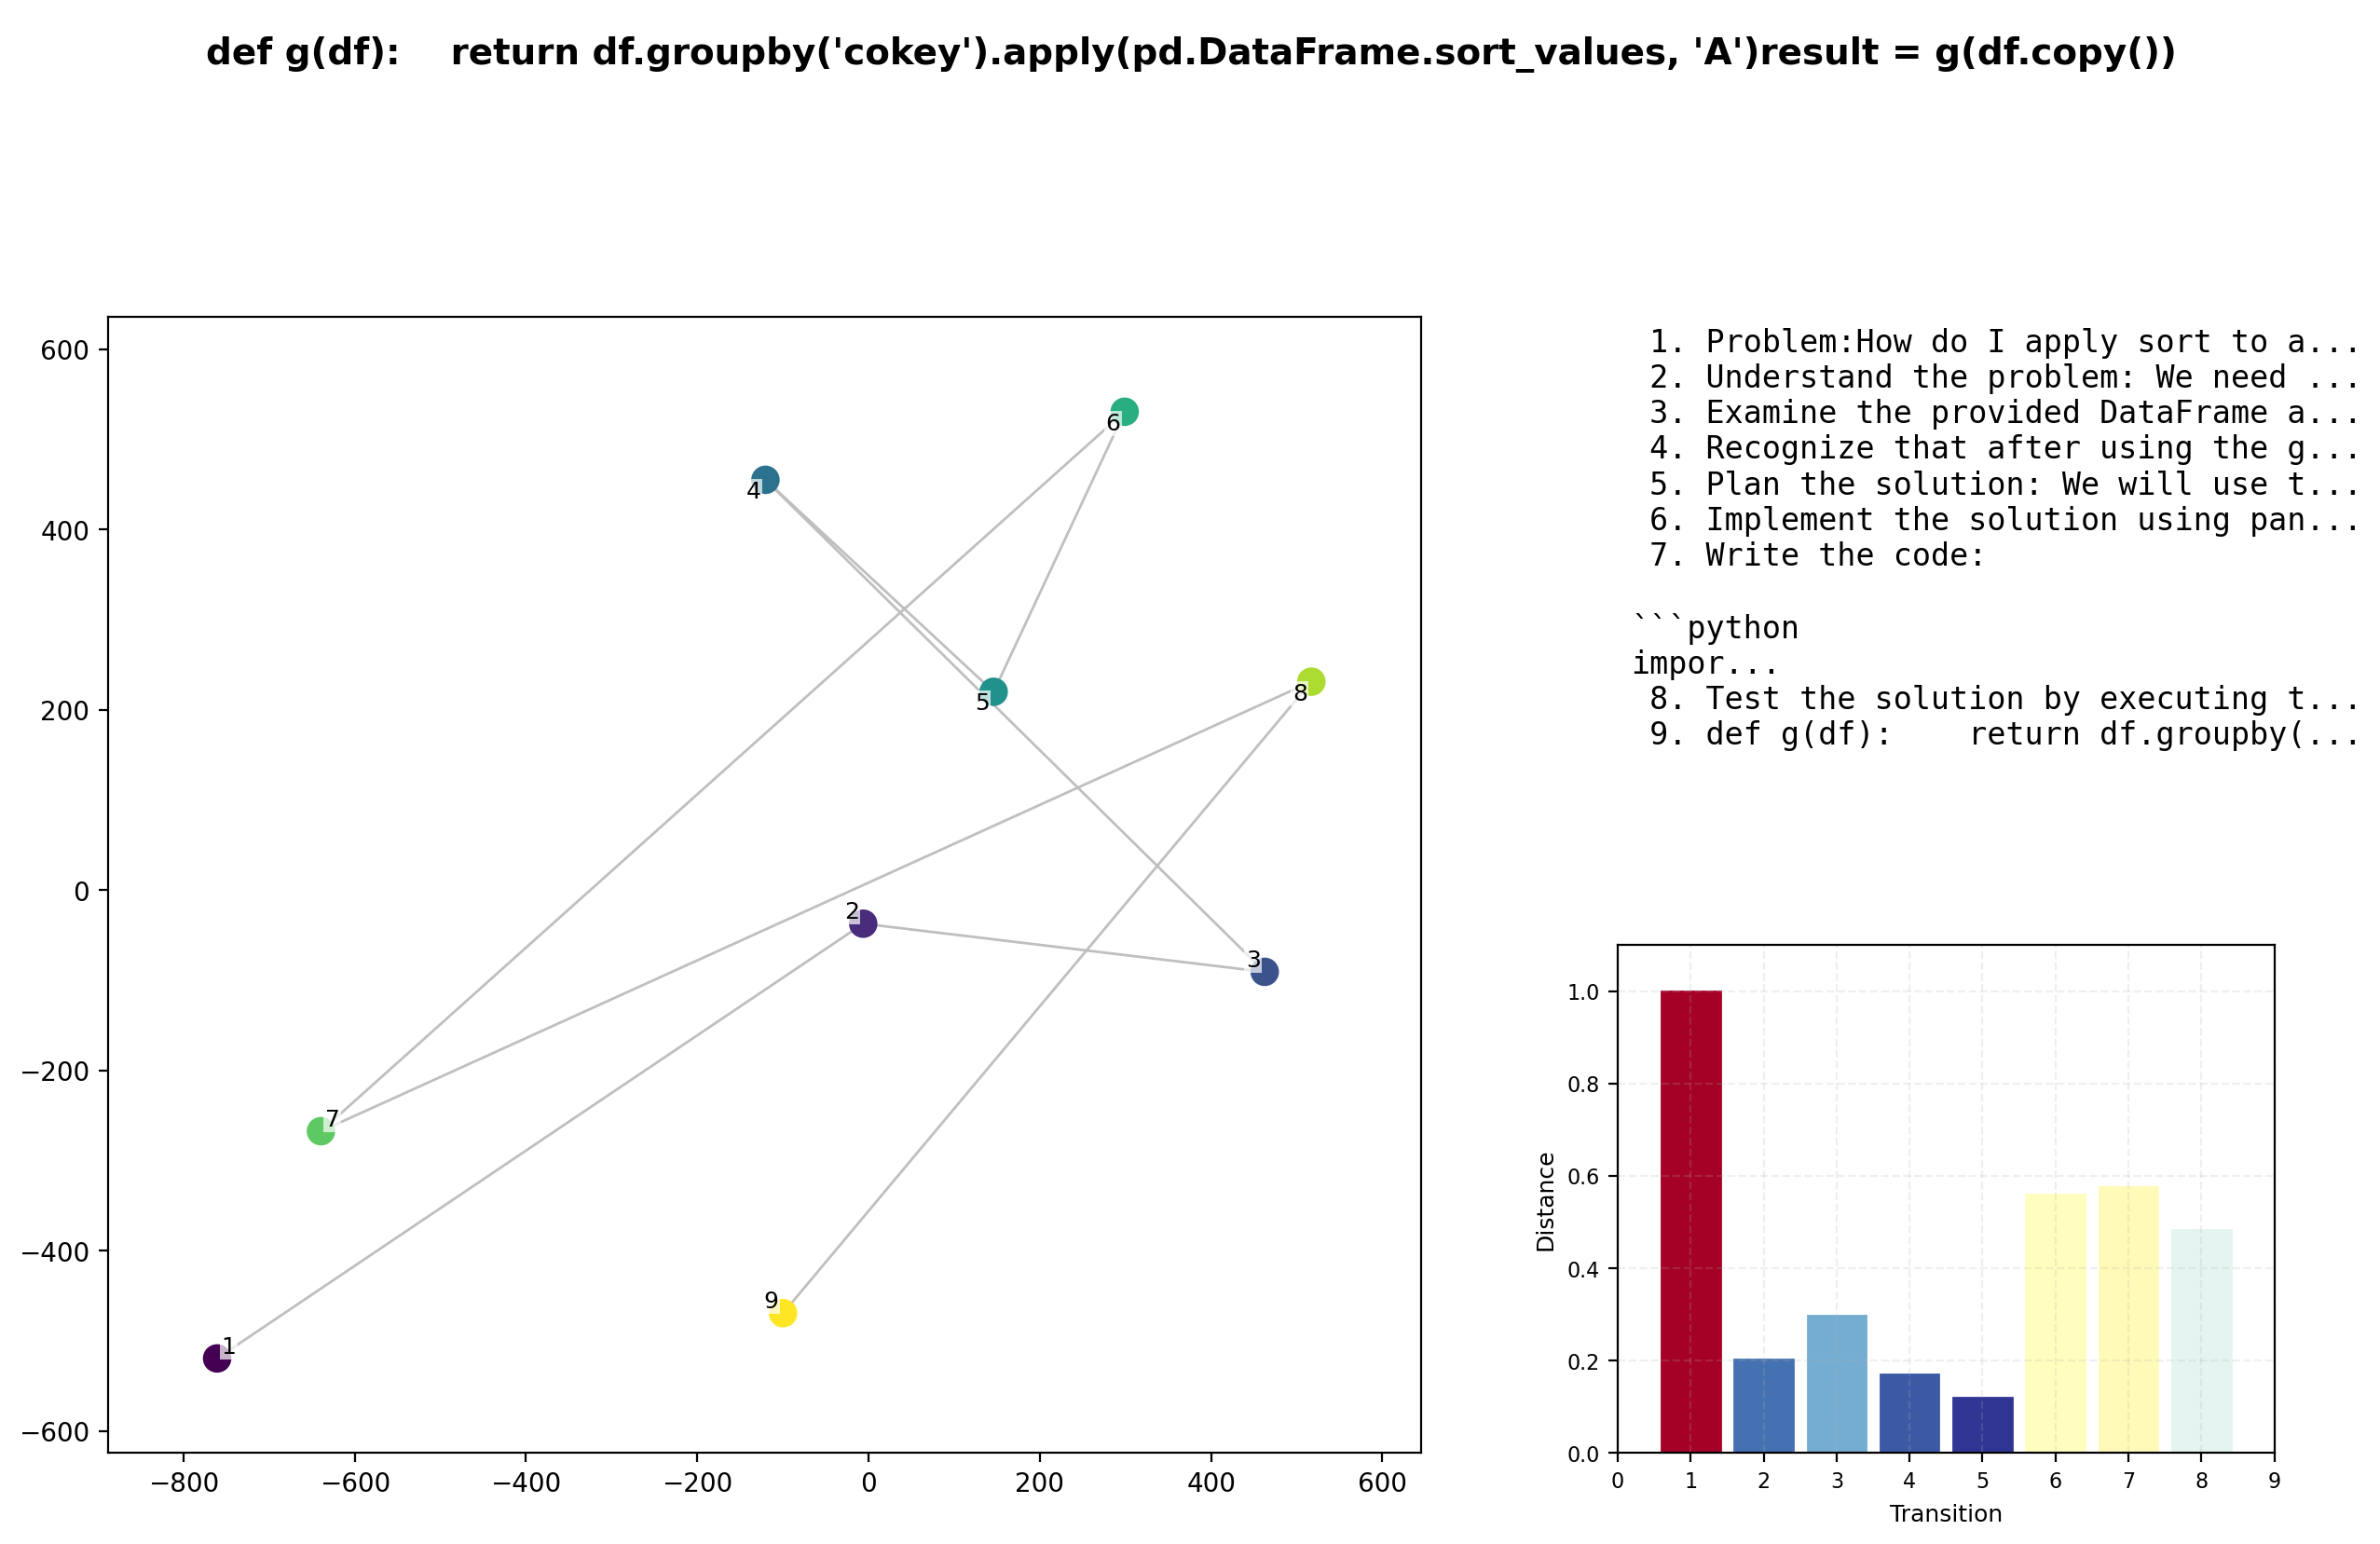 def g(df):    return df.groupby('cokey').apply(pd.DataFrame.sort_values, 'A')result = g(df.copy())
600
400
200
0
−200
−400
−600
−800
−600
−400
−200
0
200
400
600
1
2
3
4
5
6
7
8
9
1. Problem:How do I apply sort to a...
2. Understand the problem: We need ...
3. Examine the provided DataFrame a...
4. Recognize that after using the g...
5. Plan the solution: We will use t...
6. Implement the solution using pan...
7. Write the code:
```python
impor...
8. Test the solution by executing t...
9. def g(df):    return df.groupby(...
Distance
1.0
0.8
0.6
0.4
0.2
0.0
0
1
2
3
4
5
6
7
8
9
Transition